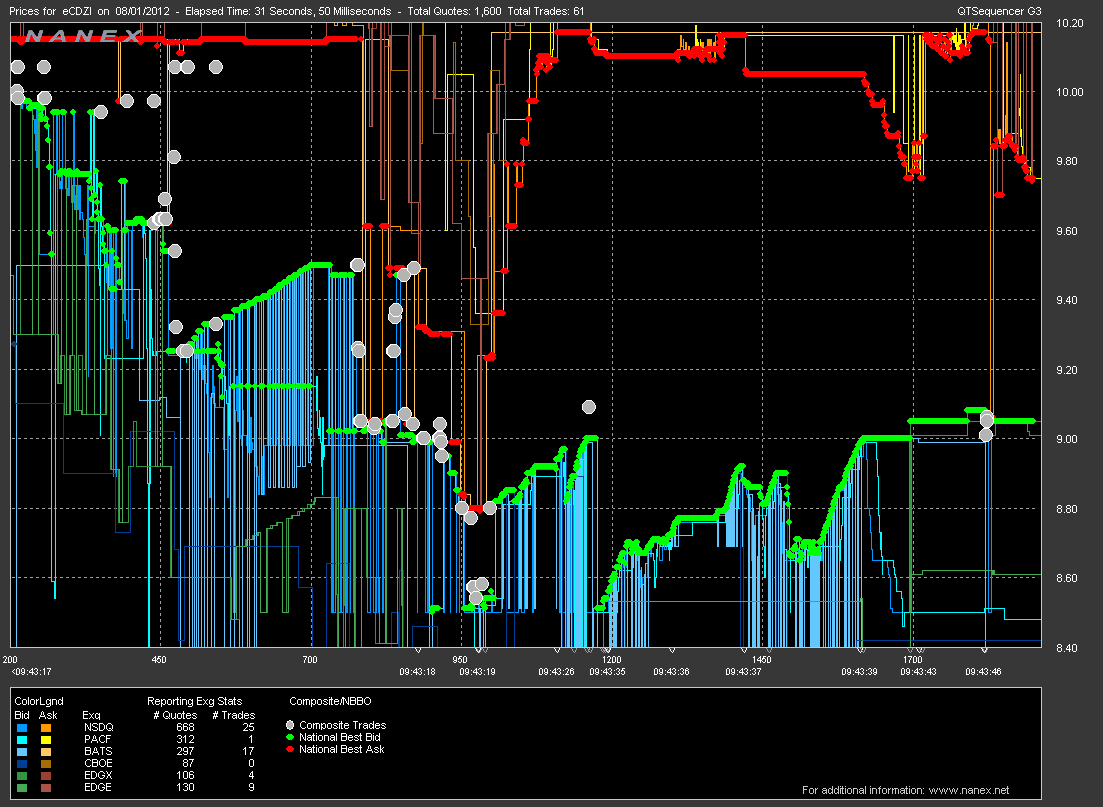 Prices for eCDZI on 08/01/2012 - Elapsed Time: 31 Seconds, 50 Milliseconds - Total Quotes: 1,600 Total Trades: 61 QTSequencer G3
NANEX
10.20
10.00
9.80
9.60
9.40
9.20
9.00
8.80
8.60
8.40
200 450 700 950 1200 1450 1700
<09:43:17 09:43:18 09:43:19 09:43:26 09:43:35 09:43:36 09:43:37 09:43:39 09:43:43 09:43:46
ColorLgnd Reporting Exg Stats Composite/NBBO
Bid Ask Exg # Quotes # Trades
NSDQ 668 25
PACF 312 1
BATS 297 17
CBOE 87 0
EDGX 106 4
EDGE 130 9
Composite Trades
National Best Bid
National Best Ask
For additional information: www.nanex.net